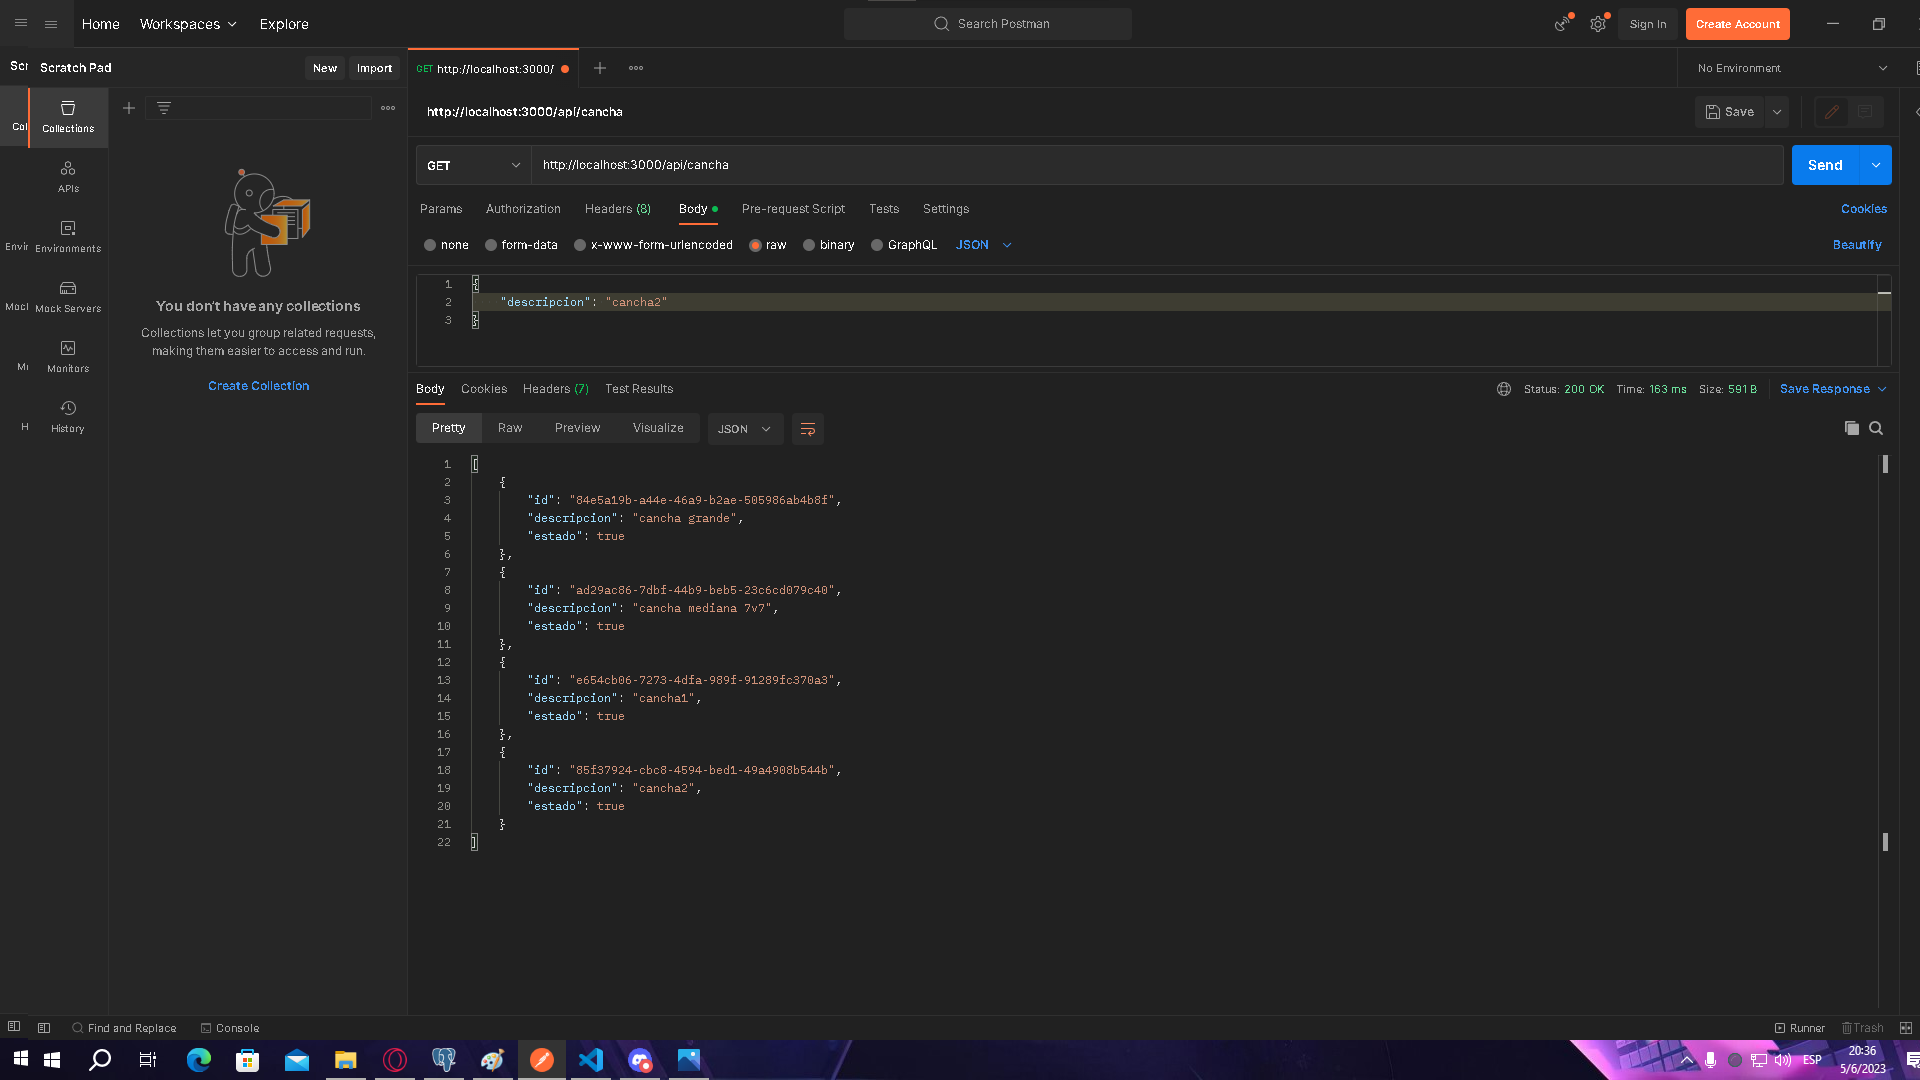 Home Workspaces Explore
Search Postman
Sign In Create Account
Scr Scratch Pad New Import
GET http://localhost:3000/
No Environment
http://localhost:3000/api/cancha
Save
Col Collections
GET http://localhost:3000/api/cancha Send
APIs
Params Authorization Headers (8) Body Pre-request Script Tests Settings Cookies
none form-data x-www-form-urlencoded raw binary GraphQL JSON Beautify
Envir Environments
1 {
2 "descripcion": "cancha2"
3 }
Mocl Mock Servers
You don't have any collections
Collections let you group related requests,
making them easier to access and run.
Create Collection
Mo Monitors
H History
Body Cookies Headers (7) Test Results Status: 200 OK Time: 163 ms Size: 591 B Save Response
Pretty Raw Preview Visualize JSON
1 [
2 {
3 "id": "84e5a19b-a44e-46a9-b2ae-505986ab4b8f",
4 "descripcion": "cancha grande",
5 "estado": true
6 },
7 {
8 "id": "ad29ac86-7dbf-44b9-beb5-23c6cd079c40",
9 "descripcion": "cancha mediana 7v7",
10 "estado": true
11 },
12 {
13 "id": "e654cb06-7273-4dfa-989f-91289fc370a3",
14 "descripcion": "cancha1",
15 "estado": true
16 },
17 {
18 "id": "85f37924-cbc8-4594-bed1-49a4908b544b",
19 "descripcion": "cancha2",
20 "estado": true
21 }
22 ]
Find and Replace Console Runner Trash
ESP
20:36
5/6/2023